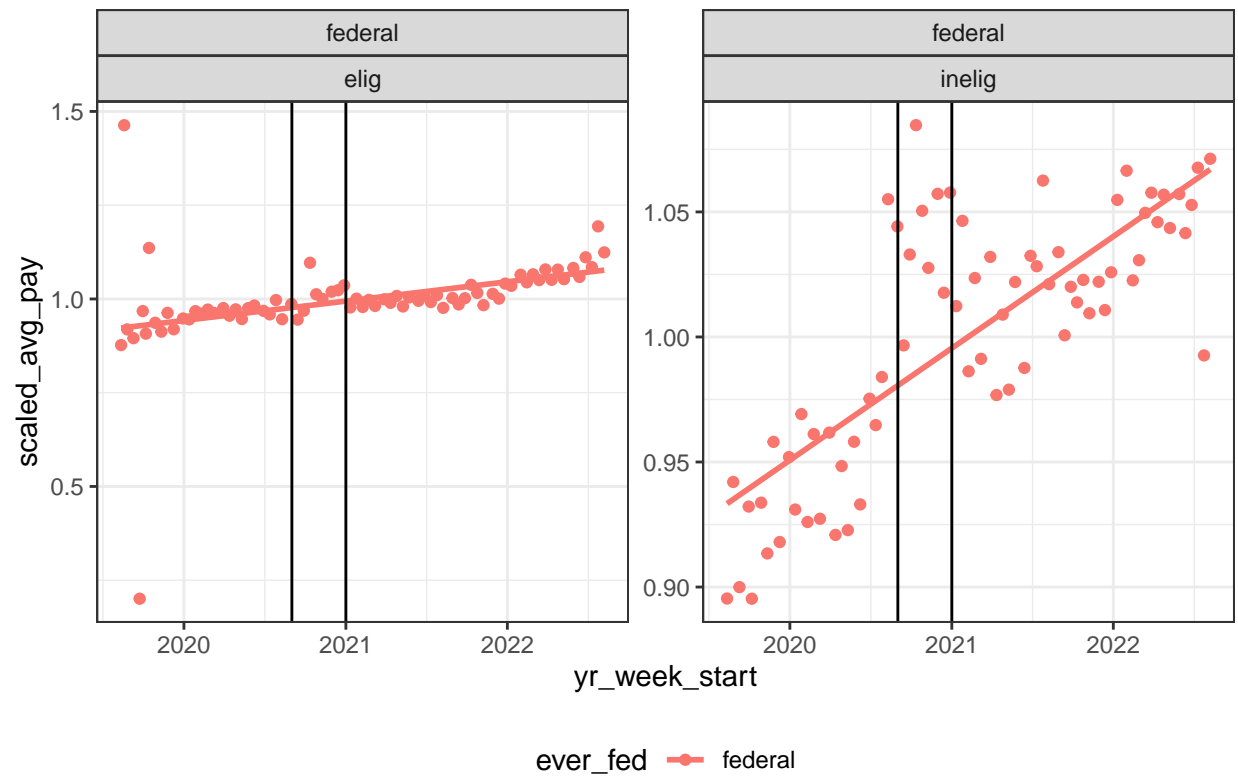 federal
elig
federal
inelig
1.5
1.0
0.5
1.05
1.00
0.95
0.90
scaled_avg_pay
2020
2021
2022
2020
2021
2022
yr_week_start
ever_fed
federal